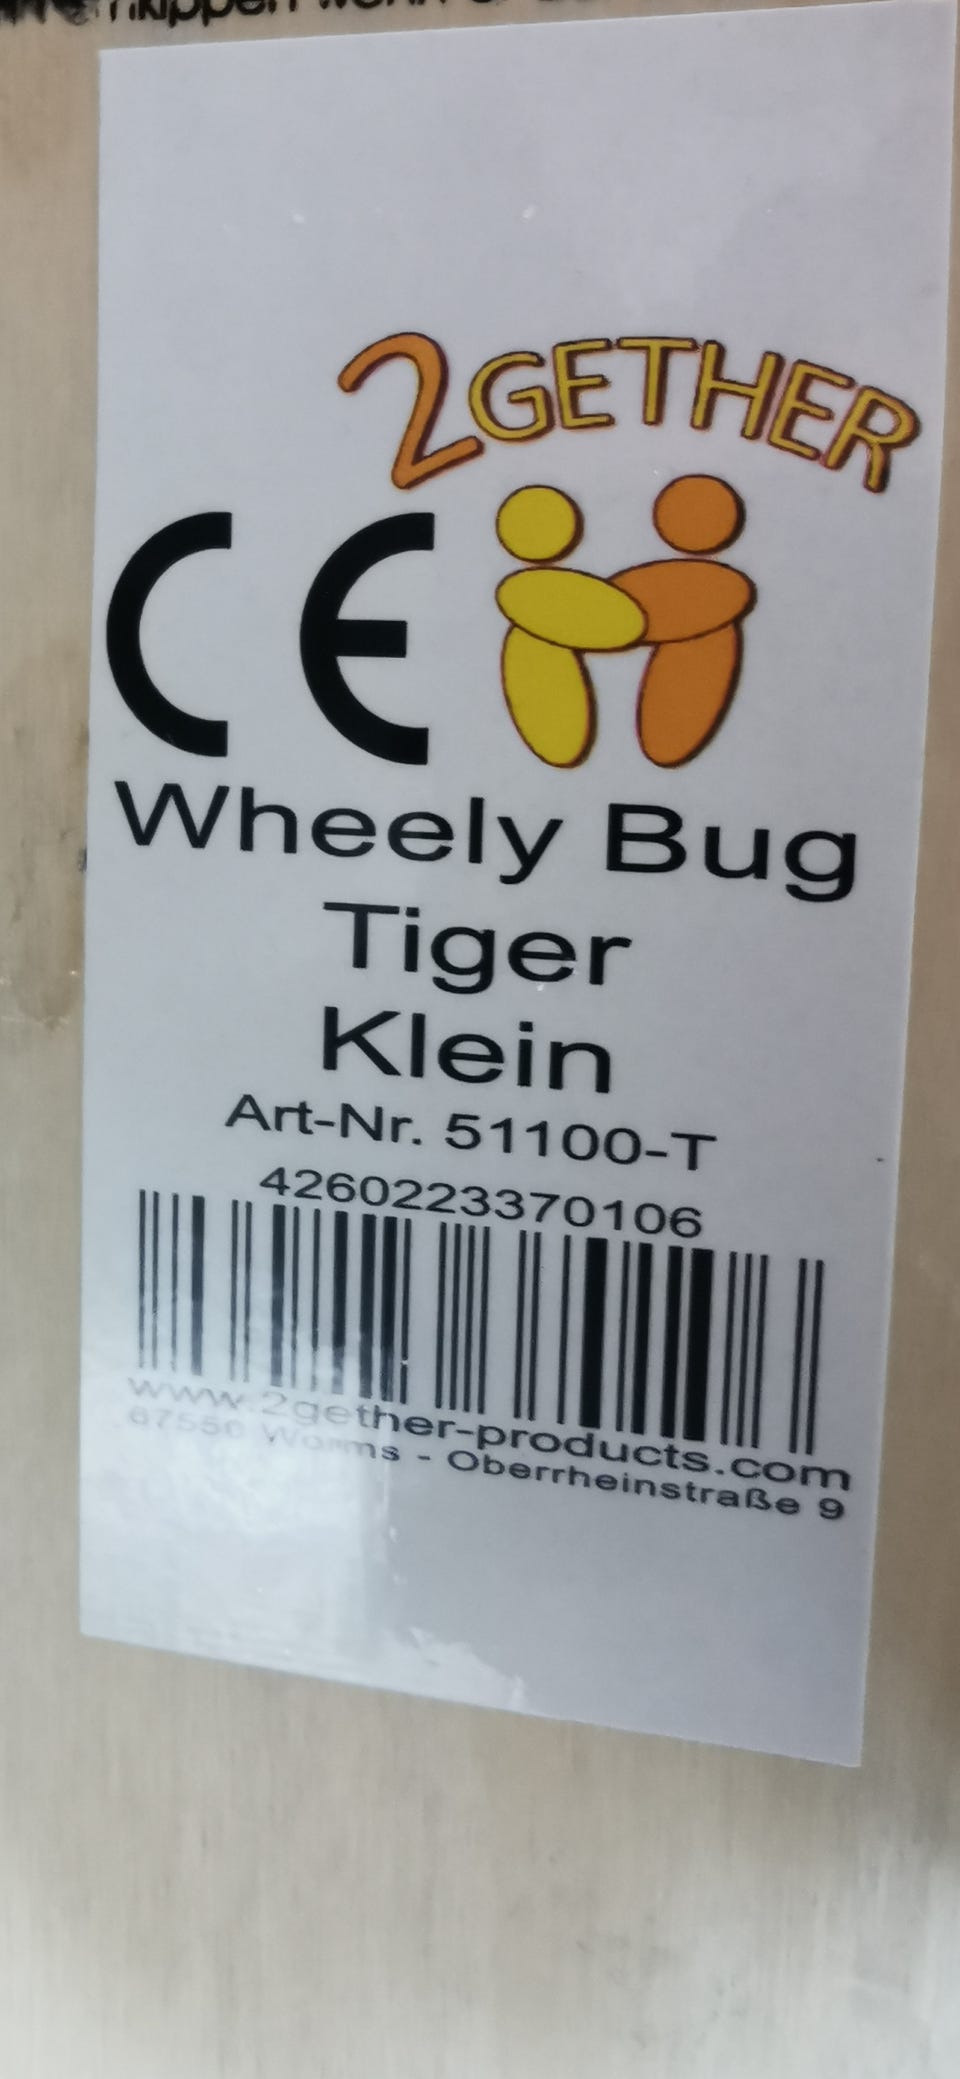 2GETHER
CE
Wheely Bug
Tiger
Klein
Art-Nr. 51100-T
4260223370106
www.2gether-products.com
67550 Worms - Oberrheinstraße 9